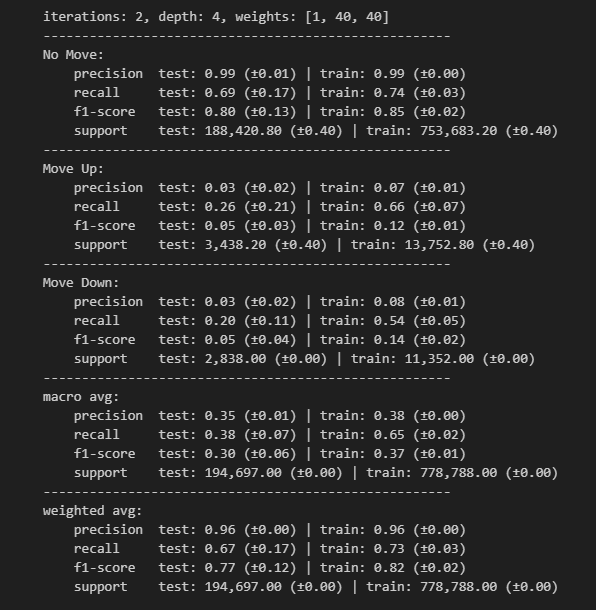 iterations: 2, depth: 4, weights: [1, 40, 40]
-----------------------------------------------------
No Move:
    precision  test: 0.99 (±0.01) | train: 0.99 (±0.00)
    recall     test: 0.69 (±0.17) | train: 0.74 (±0.03)
    f1-score   test: 0.80 (±0.13) | train: 0.85 (±0.02)
    support    test: 188,420.80 (±0.40) | train: 753,683.20 (±0.40)
-----------------------------------------------------
Move Up:
    precision  test: 0.03 (±0.02) | train: 0.07 (±0.01)
    recall     test: 0.26 (±0.21) | train: 0.66 (±0.07)
    f1-score   test: 0.05 (±0.03) | train: 0.12 (±0.01)
    support    test: 3,438.20 (±0.40) | train: 13,752.80 (±0.40)
-----------------------------------------------------
Move Down:
    precision  test: 0.03 (±0.02) | train: 0.08 (±0.01)
    recall     test: 0.20 (±0.11) | train: 0.54 (±0.05)
    f1-score   test: 0.05 (±0.04) | train: 0.14 (±0.02)
    support    test: 2,838.00 (±0.00) | train: 11,352.00 (±0.00)
-----------------------------------------------------
macro avg:
    precision  test: 0.35 (±0.01) | train: 0.38 (±0.00)
    recall     test: 0.38 (±0.07) | train: 0.65 (±0.02)
    f1-score   test: 0.30 (±0.06) | train: 0.37 (±0.01)
    support    test: 194,697.00 (±0.00) | train: 778,788.00 (±0.00)
-----------------------------------------------------
weighted avg:
    precision  test: 0.96 (±0.00) | train: 0.96 (±0.00)
    recall     test: 0.67 (±0.17) | train: 0.73 (±0.03)
    f1-score   test: 0.77 (±0.12) | train: 0.82 (±0.02)
    support    test: 194,697.00 (±0.00) | train: 778,788.00 (±0.00)